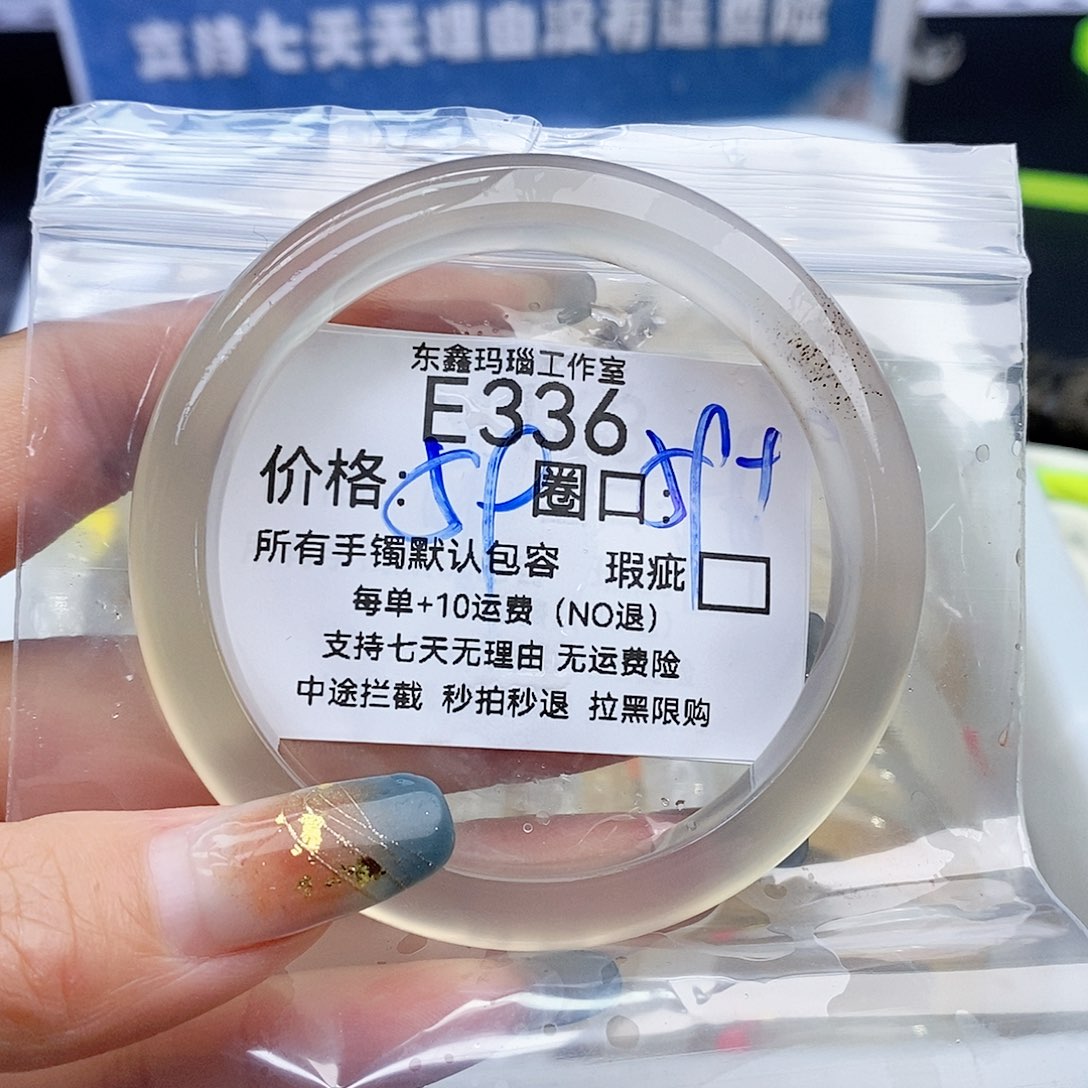 支持七天无理由没有运费险
东鑫玛瑙工作室
E336
价格： 圈口：
所有手镯默认包容 瑕疵
每单+10运费（NO退）
支持七天无理由 无运费险
中途拦截 秒拍秒退 拉黑限购